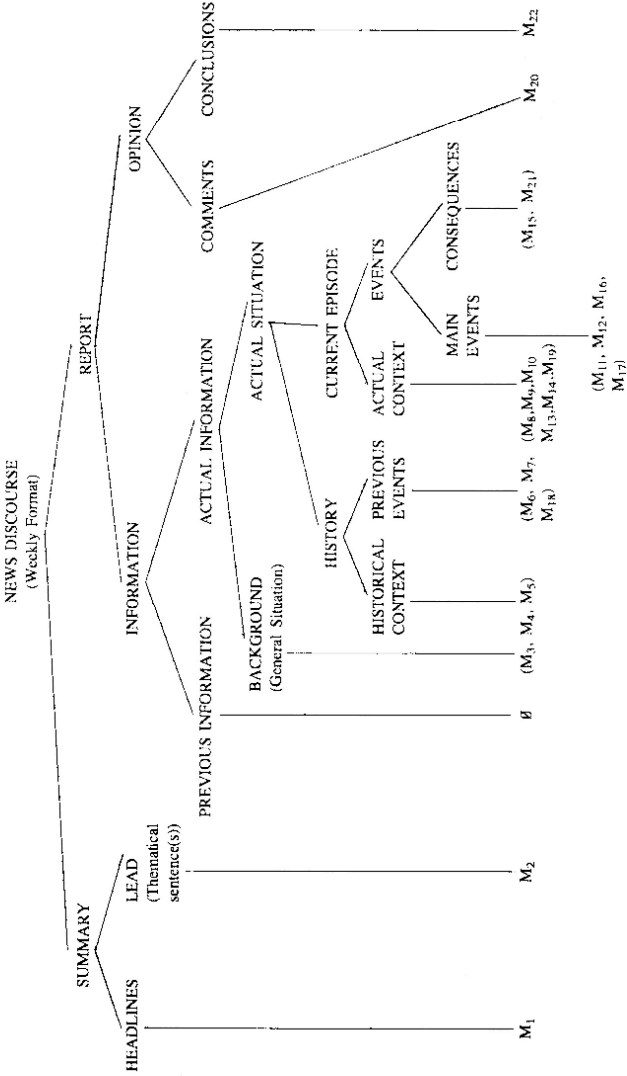 NEWS DISCOURSE
(Weekly Format)
SUMMARY
REPORT
HEADLINES
LEAD
(Thematical
sentence(s))
INFORMATION
OPINION
PREVIOUS INFORMATION
ACTUAL INFORMATION
COMMENTS
CONCLUSIONS
BACKGROUND
(General Situation)
ACTUAL SITUATION
HISTORY
CURRENT EPISODE
HISTORICAL
CONTEXT
PREVIOUS
EVENTS
ACTUAL
CONTEXT
EVENTS
MAIN
EVENTS
CONSEQUENCES
M₁
M₂
Ø
(M₃, M₄, M₅)
(M₆, M₇,
M₁₈)
(M₈,M₉,M₁₀
M₁₃,M₁₄,M₁₉)
(M₁₁, M₁₂, M₁₆,
M₁₇)
(M₁₅, M₂₁)
M₂₀
M₂₂